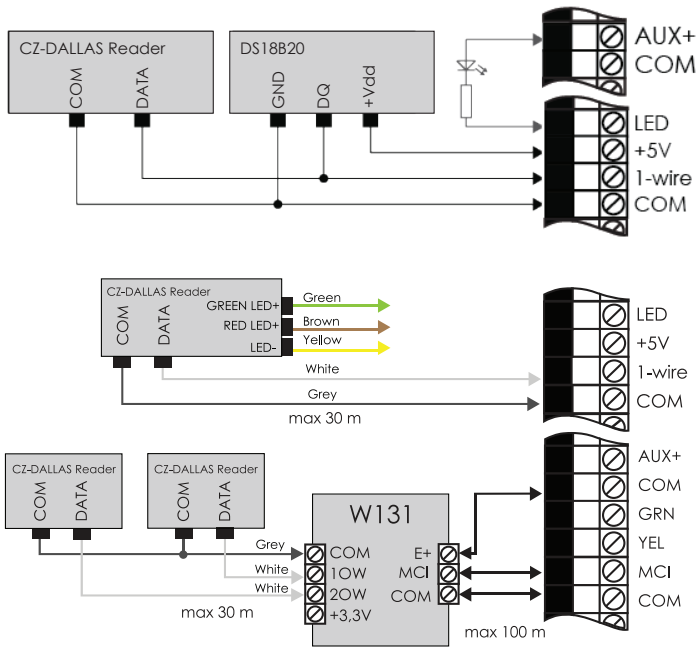 CZ-DALLAS Reader
COM
DATA
DS18B20
GND
DQ
+Vdd
AUX+
COM
LED
+5V
1-wire
COM
CZ-DALLAS Reader
COM
DATA
GREEN LED+
RED LED+
LED-
Green
Brown
Yellow
White
Grey
max 30 m
LED
+5V
1-wire
COM
CZ-DALLAS Reader
COM
DATA
CZ-DALLAS Reader
COM
DATA
Grey
White
White
max 30 m
W131
COM
1OW
2OW
+3,3V
E+
MCI
COM
max 100 m
AUX+
COM
GRN
YEL
MCI
COM